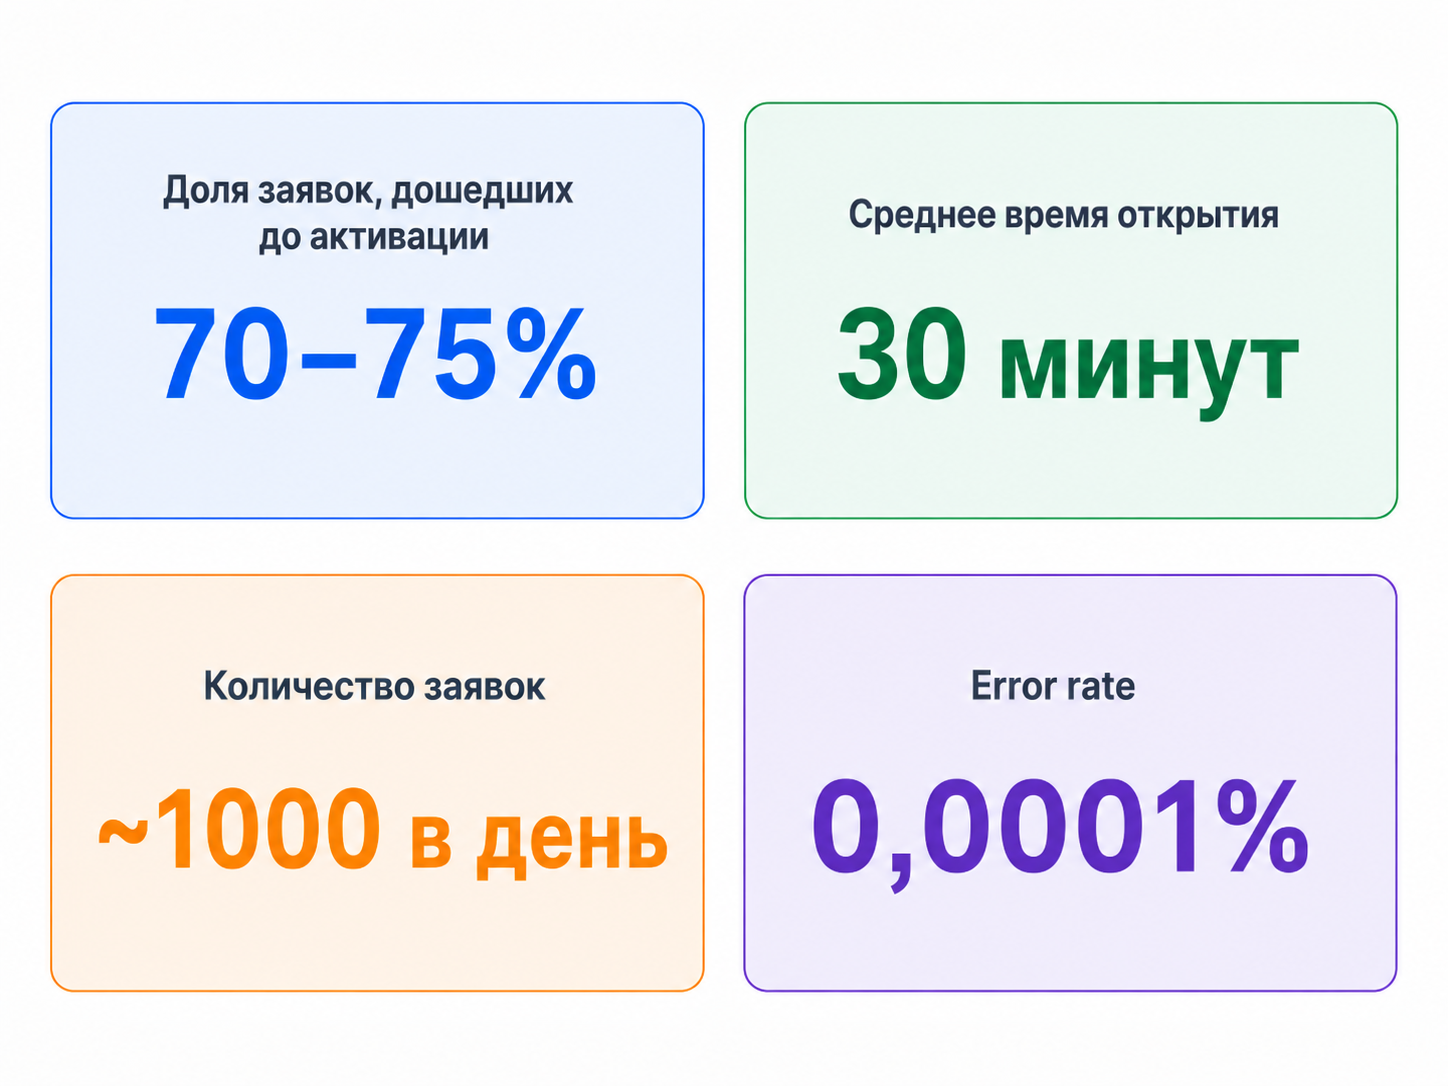 Доля заявок, дошедших
до активации
70–75%
Среднее время открытия
30 минут
Количество заявок
~1000 в день
Error rate
0,0001%